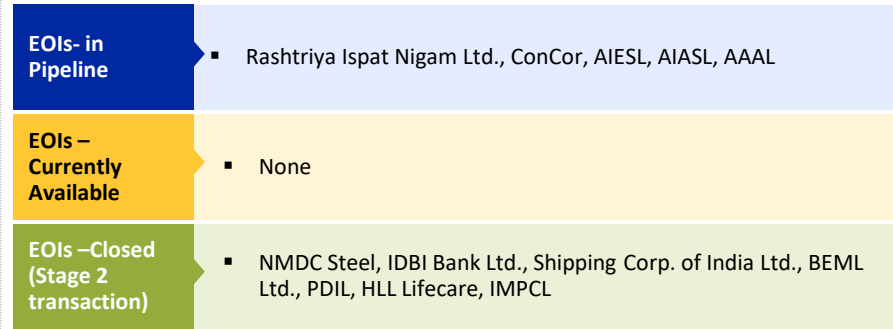 EOIs- in
Pipeline
▪ Rashtriya Ispat Nigam Ltd., ConCor, AIESL, AIASL, AAAL
EOIs –
Currently
Available
▪ None
EOIs –Closed
(Stage 2
transaction)
▪ NMDC Steel, IDBI Bank Ltd., Shipping Corp. of India Ltd., BEML
Ltd., PDIL, HLL Lifecare, IMPCL